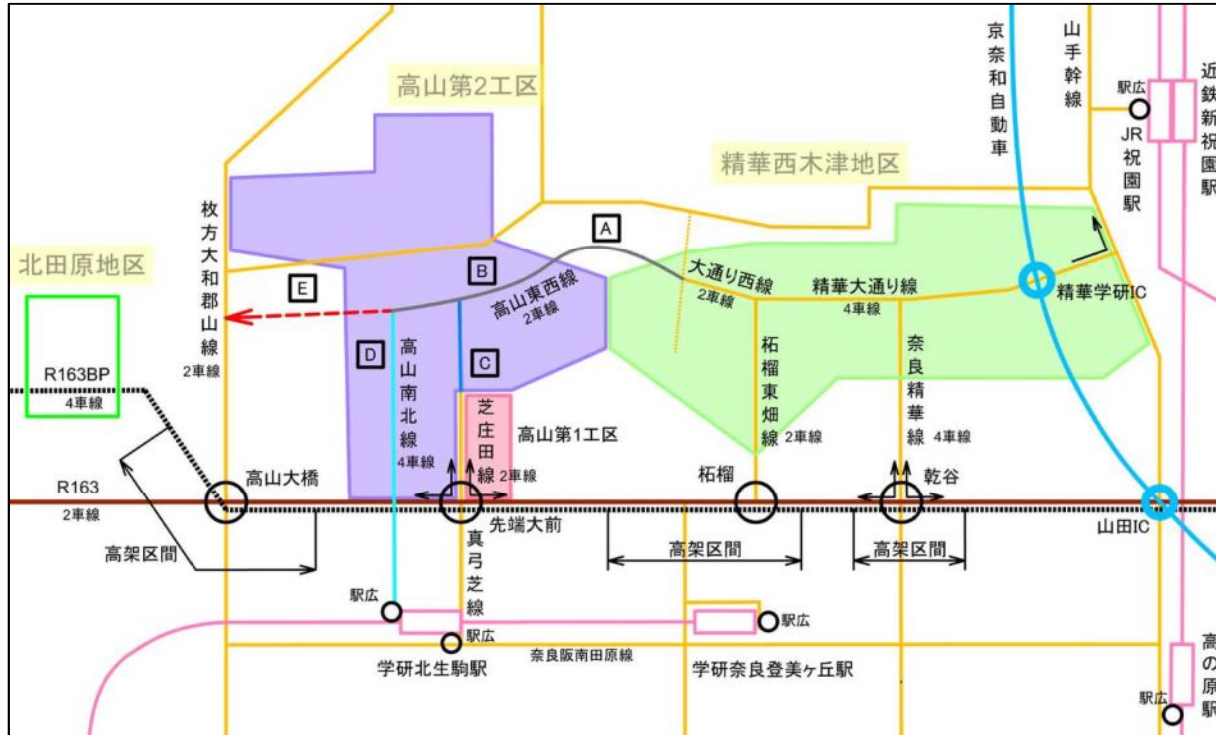 高山第2工区
精華西木津地区
北田原地区
枚方大和郡山線
2車線
京奈和自動車
山手幹線
駅広
JR祝園駅
近鉄新祝園駅
A
B
高山東西線
2車線
E
D
C
大通り西線
2車線
精華大通り線
4車線
精華学研IC
高山南北線
4車線
芝庄田線
2車線
高山第1工区
柘榴東畑線
2車線
奈良精華線
4車線
R163BP
4車線
R163
2車線
高山大橋
先端大前
柘榴
乾谷
山田IC
高架区間
高架区間
高架区間
真弓芝線
駅広
駅広
学研北生駒駅
奈良阪南田原線
駅広
学研奈良登美ヶ丘駅
駅広
高の原駅